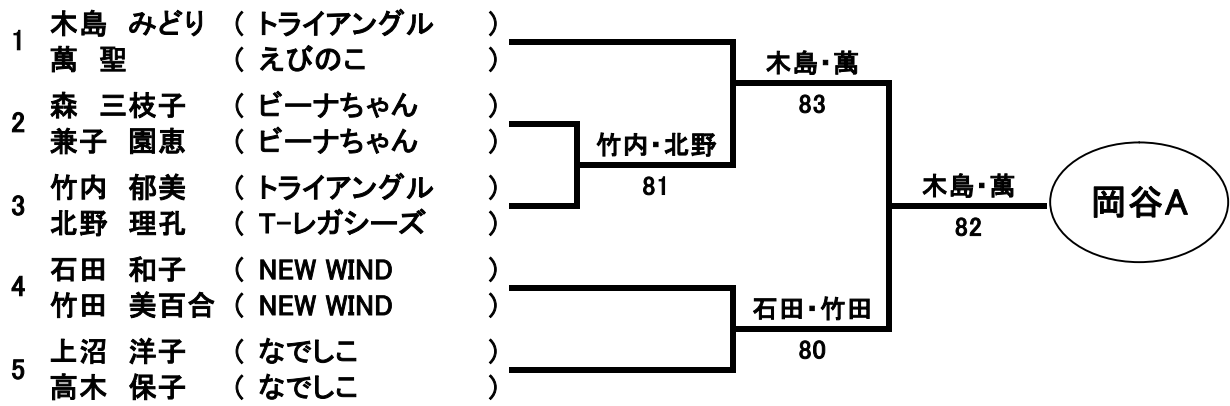 1 木島 みどり ( トライアングル )
萬 聖 ( えびのこ )
2 森 三枝子 ( ビーナちゃん )
兼子 園恵 ( ビーナちゃん )
3 竹内 郁美 ( トライアングル )
北野 理孔 ( T-レガシーズ )
4 石田 和子 ( NEW WIND )
竹田 美百合 ( NEW WIND )
5 上沼 洋子 ( なでしこ )
高木 保子 ( なでしこ )
竹内・北野
81
木島・萬
83
石田・竹田
80
木島・萬
82
岡谷A